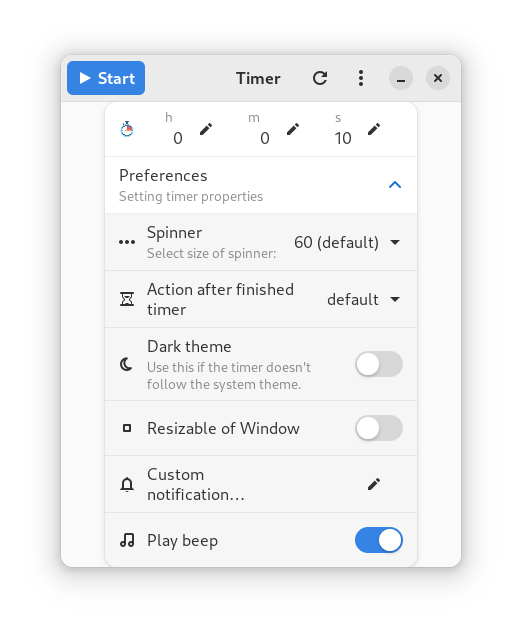 Start Timer
h m s
0 0 10
Preferences
Setting timer properties
Spinner
Select size of spinner:
60 (default)
Action after finished
timer
default
Dark theme
Use this if the timer doesn't
follow the system theme.
Resizable of Window
Custom
notification…
Play beep